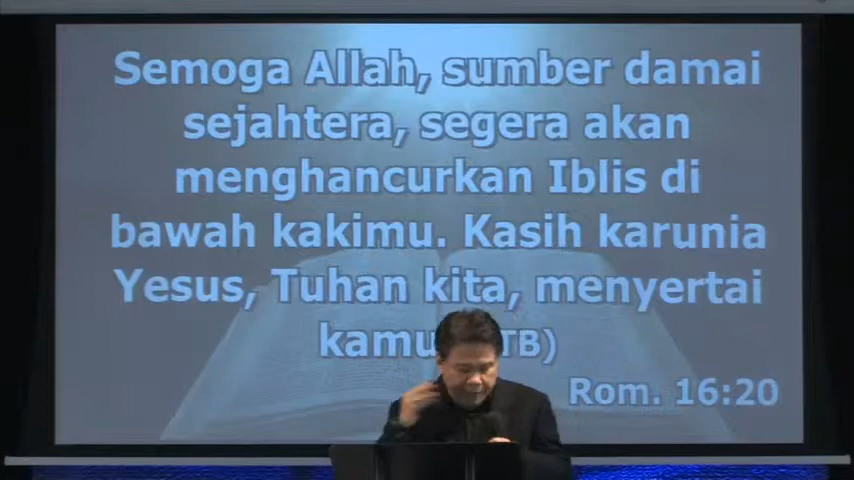 Semoga Allah, sumber damai
sejahtera, segera akan
menghancurkan Iblis di
bawah kakimu. Kasih karunia
Yesus, Tuhan kita, menyertai
TB)
Rom. 16:20